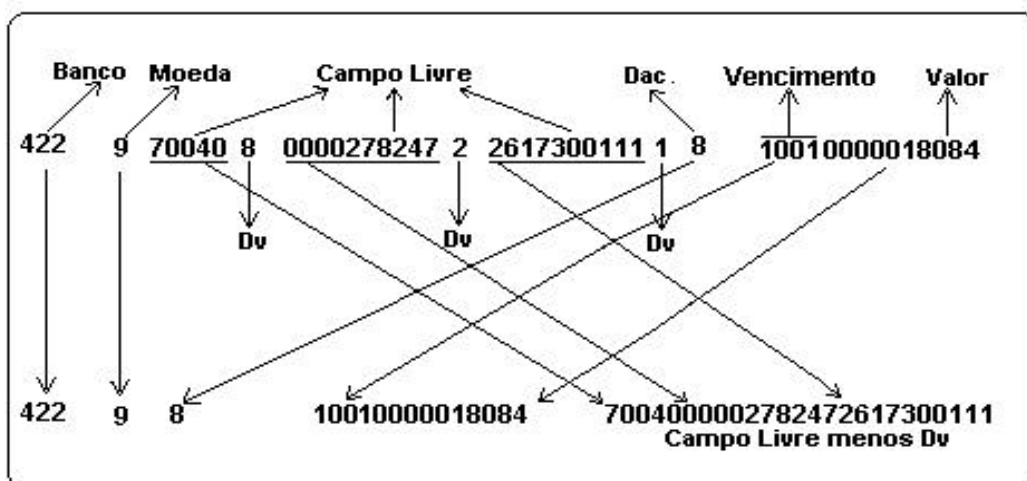 Banco Moeda Campo Livre Dac. Vencimento Valor
422 9 70040 8 0000278247 2 2617300111 1 8 10010000018084
Dv Dv Dv
422 9 8 10010000018084 7004000002782472617300111
Campo Livre menos Dv